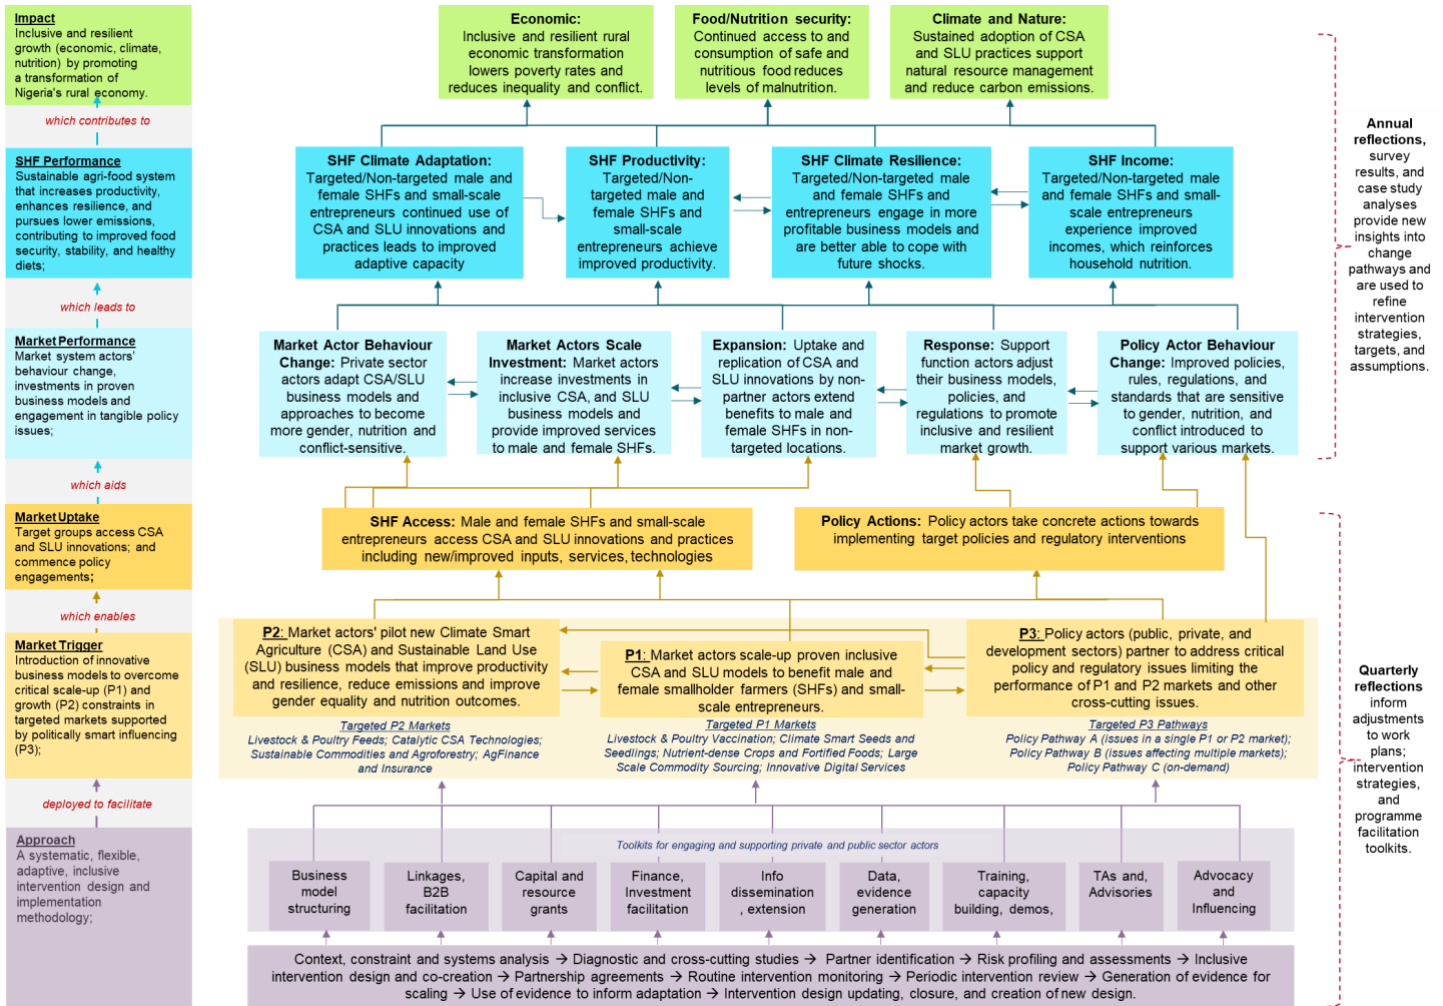 Impact
Inclusive and resilient
growth (economic, climate,
nutrition) by promoting
a transformation of
Nigeria's rural economy.
which contributes to
SHF Performance
Sustainable agri-food system
that increases productivity,
enhances resilience, and
pursues lower emissions,
contributing to improved food
security, stability, and healthy
diets;
which leads to
Market Performance
Market system actors'
behaviour change,
investments in proven
business models and
engagement in tangible policy
issues;
which aids
Market Uptake
Target groups access CSA
and SLU innovations; and
commence policy
engagements;
which enables
Market Trigger
Introduction of innovative
business models to overcome
critical scale-up (P1) and
growth (P2) constraints in
targeted markets supported
by politically smart influencing
(P3);
deployed to facilitate
Approach
A systematic, flexible,
adaptive, inclusive
intervention design and
implementation
methodology;
Economic:
Inclusive and resilient rural
economic transformation
lowers poverty rates and
reduces inequality and conflict.
Food/Nutrition security:
Continued access to and
consumption of safe and
nutritious food reduces
levels of malnutrition.
Climate and Nature:
Sustained adoption of CSA
and SLU practices support
natural resource management
and reduce carbon emissions.
SHF Climate Adaptation:
Targeted/Non-targeted male and
female SHFs and small-scale
entrepreneurs continued use of
CSA and SLU innovations and
practices leads to improved
adaptive capacity
SHF Productivity:
Targeted/Non-
targeted male and
female SHFs and
small-scale
entrepreneurs achieve
improved productivity.
SHF Climate Resilience:
Targeted/Non-targeted male
and female SHFs and
entrepreneurs engage in more
profitable business models and
are better able to cope with
future shocks.
SHF Income:
Targeted/Non-targeted male
and female SHFs and small-
scale entrepreneurs
experience improved
incomes, which reinforces
household nutrition.
Market Actor Behaviour
Change: Private sector
actors adapt CSA/SLU
business models and
approaches to become
more gender, nutrition and
conflict-sensitive.
Market Actors Scale
Investment: Market actors
increase investments in
inclusive CSA, and SLU
business models and
provide improved services
to male and female SHFs.
Expansion: Uptake and
replication of CSA and
SLU innovations by non-
partner actors extend
benefits to male and
female SHFs in non-
targeted locations.
Response: Support
function actors adjust
their business models,
policies, and
regulations to promote
inclusive and resilient
market growth.
Policy Actor Behaviour
Change: Improved policies,
rules, regulations, and
standards that are sensitive
to gender, nutrition, and
conflict introduced to
support various markets.
SHF Access: Male and female SHFs and small-scale
entrepreneurs access CSA and SLU innovations and practices
including new/improved inputs, services, technologies
Policy Actions: Policy actors take concrete actions towards
implementing target policies and regulatory interventions
P2: Market actors' pilot new Climate Smart
Agriculture (CSA) and Sustainable Land Use
(SLU) business models that improve productivity
and resilience, reduce emissions and improve
gender equality and nutrition outcomes.
P1: Market actors scale-up proven inclusive
CSA and SLU models to benefit male and
female smallholder farmers (SHFs) and small-
scale entrepreneurs.
P3: Policy actors (public, private, and
development sectors) partner to address critical
policy and regulatory issues limiting the
performance of P1 and P2 markets and other
cross-cutting issues.
Targeted P2 Markets
Livestock & Poultry Feeds; Catalytic CSA Technologies;
Sustainable Commodities and Agroforestry; AgFinance
and Insurance
Targeted P1 Markets
Livestock & Poultry Vaccination; Climate Smart Seeds and
Seedlings; Nutrient-dense Crops and Fortified Foods; Large
Scale Commodity Sourcing; Innovative Digital Services
Targeted P3 Pathways
Policy Pathway A (issues in a single P1 or P2 market);
Policy Pathway B (issues affecting multiple markets);
Policy Pathway C (on-demand)
Toolkits for engaging and supporting private and public sector actors
Business
model
structuring
Linkages,
B2B
facilitation
Capital and
resource
grants
Finance,
Investment
facilitation
Info
dissemination
, extension
Data,
evidence
generation
Training,
capacity
building, demos,
TAs and,
Advisories
Advocacy
and
Influencing
Context, constraint and systems analysis → Diagnostic and cross-cutting studies → Partner identification → Risk profiling and assessments → Inclusive
intervention design and co-creation → Partnership agreements → Routine intervention monitoring → Periodic intervention review → Generation of evidence for
scaling → Use of evidence to inform adaptation → Intervention design updating, closure, and creation of new design.
Annual
reflections,
survey
results, and
case study
analyses
provide new
insights into
change
pathways and
are used to
refine
intervention
strategies,
targets, and
assumptions.
Quarterly
reflections
inform
adjustments
to work
plans;
intervention
strategies,
and
programme
facilitation
toolkits.